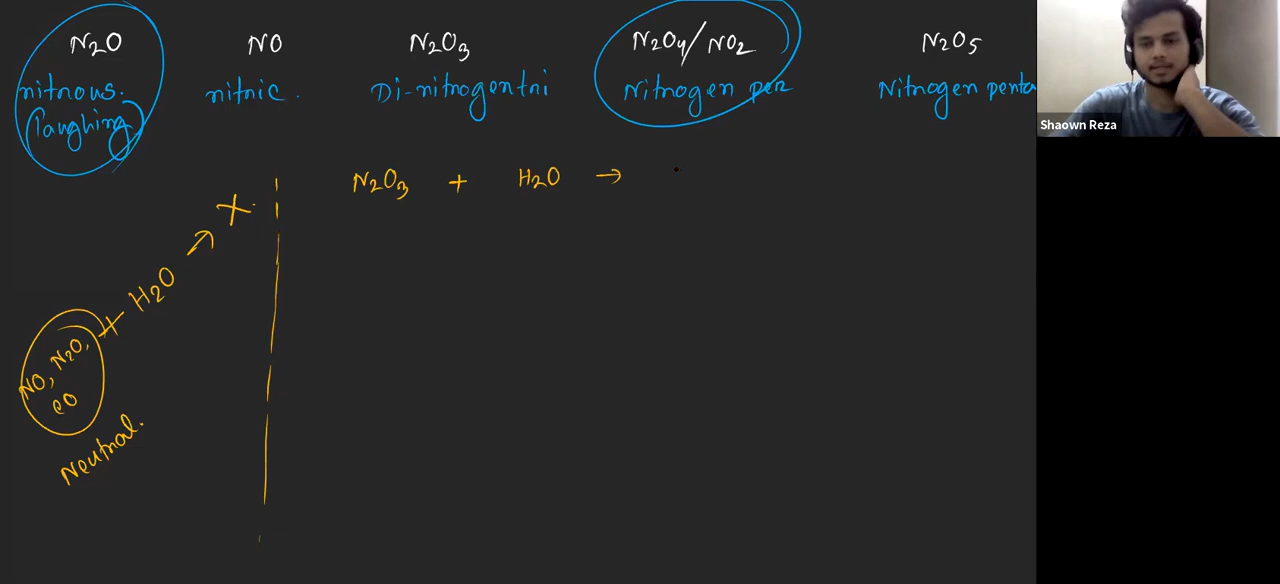 N2O NO N2O3 N2O4/NO2 N2O5
nitrous. nitric. Di-nitrogentri Nitrogen per Nitrogen penta
(laughing)
Shaown Reza
N2O3 + H2O →
NO, N2O, CO + H2O → X
Neutral.